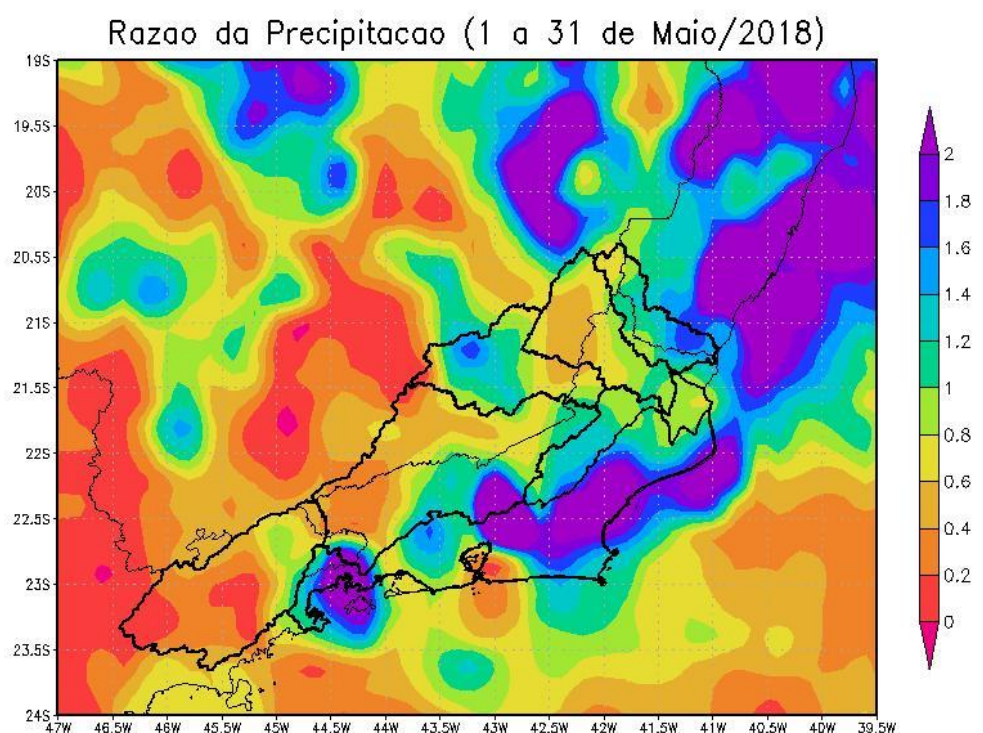 Razao da Precipitacao (1 a 31 de Maio/2018)
19S
19.5S
20S
20.5S
21S
21.5S
22S
22.5S
23S
23.5S
24S
47W 46.5W 46W 45.5W 45W 44.5W 44W 43.5W 43W 42.5W 42W 41.5W 41W 40.5W 40W 39.5W
2
1.8
1.6
1.4
1.2
1
0.8
0.6
0.4
0.2
0